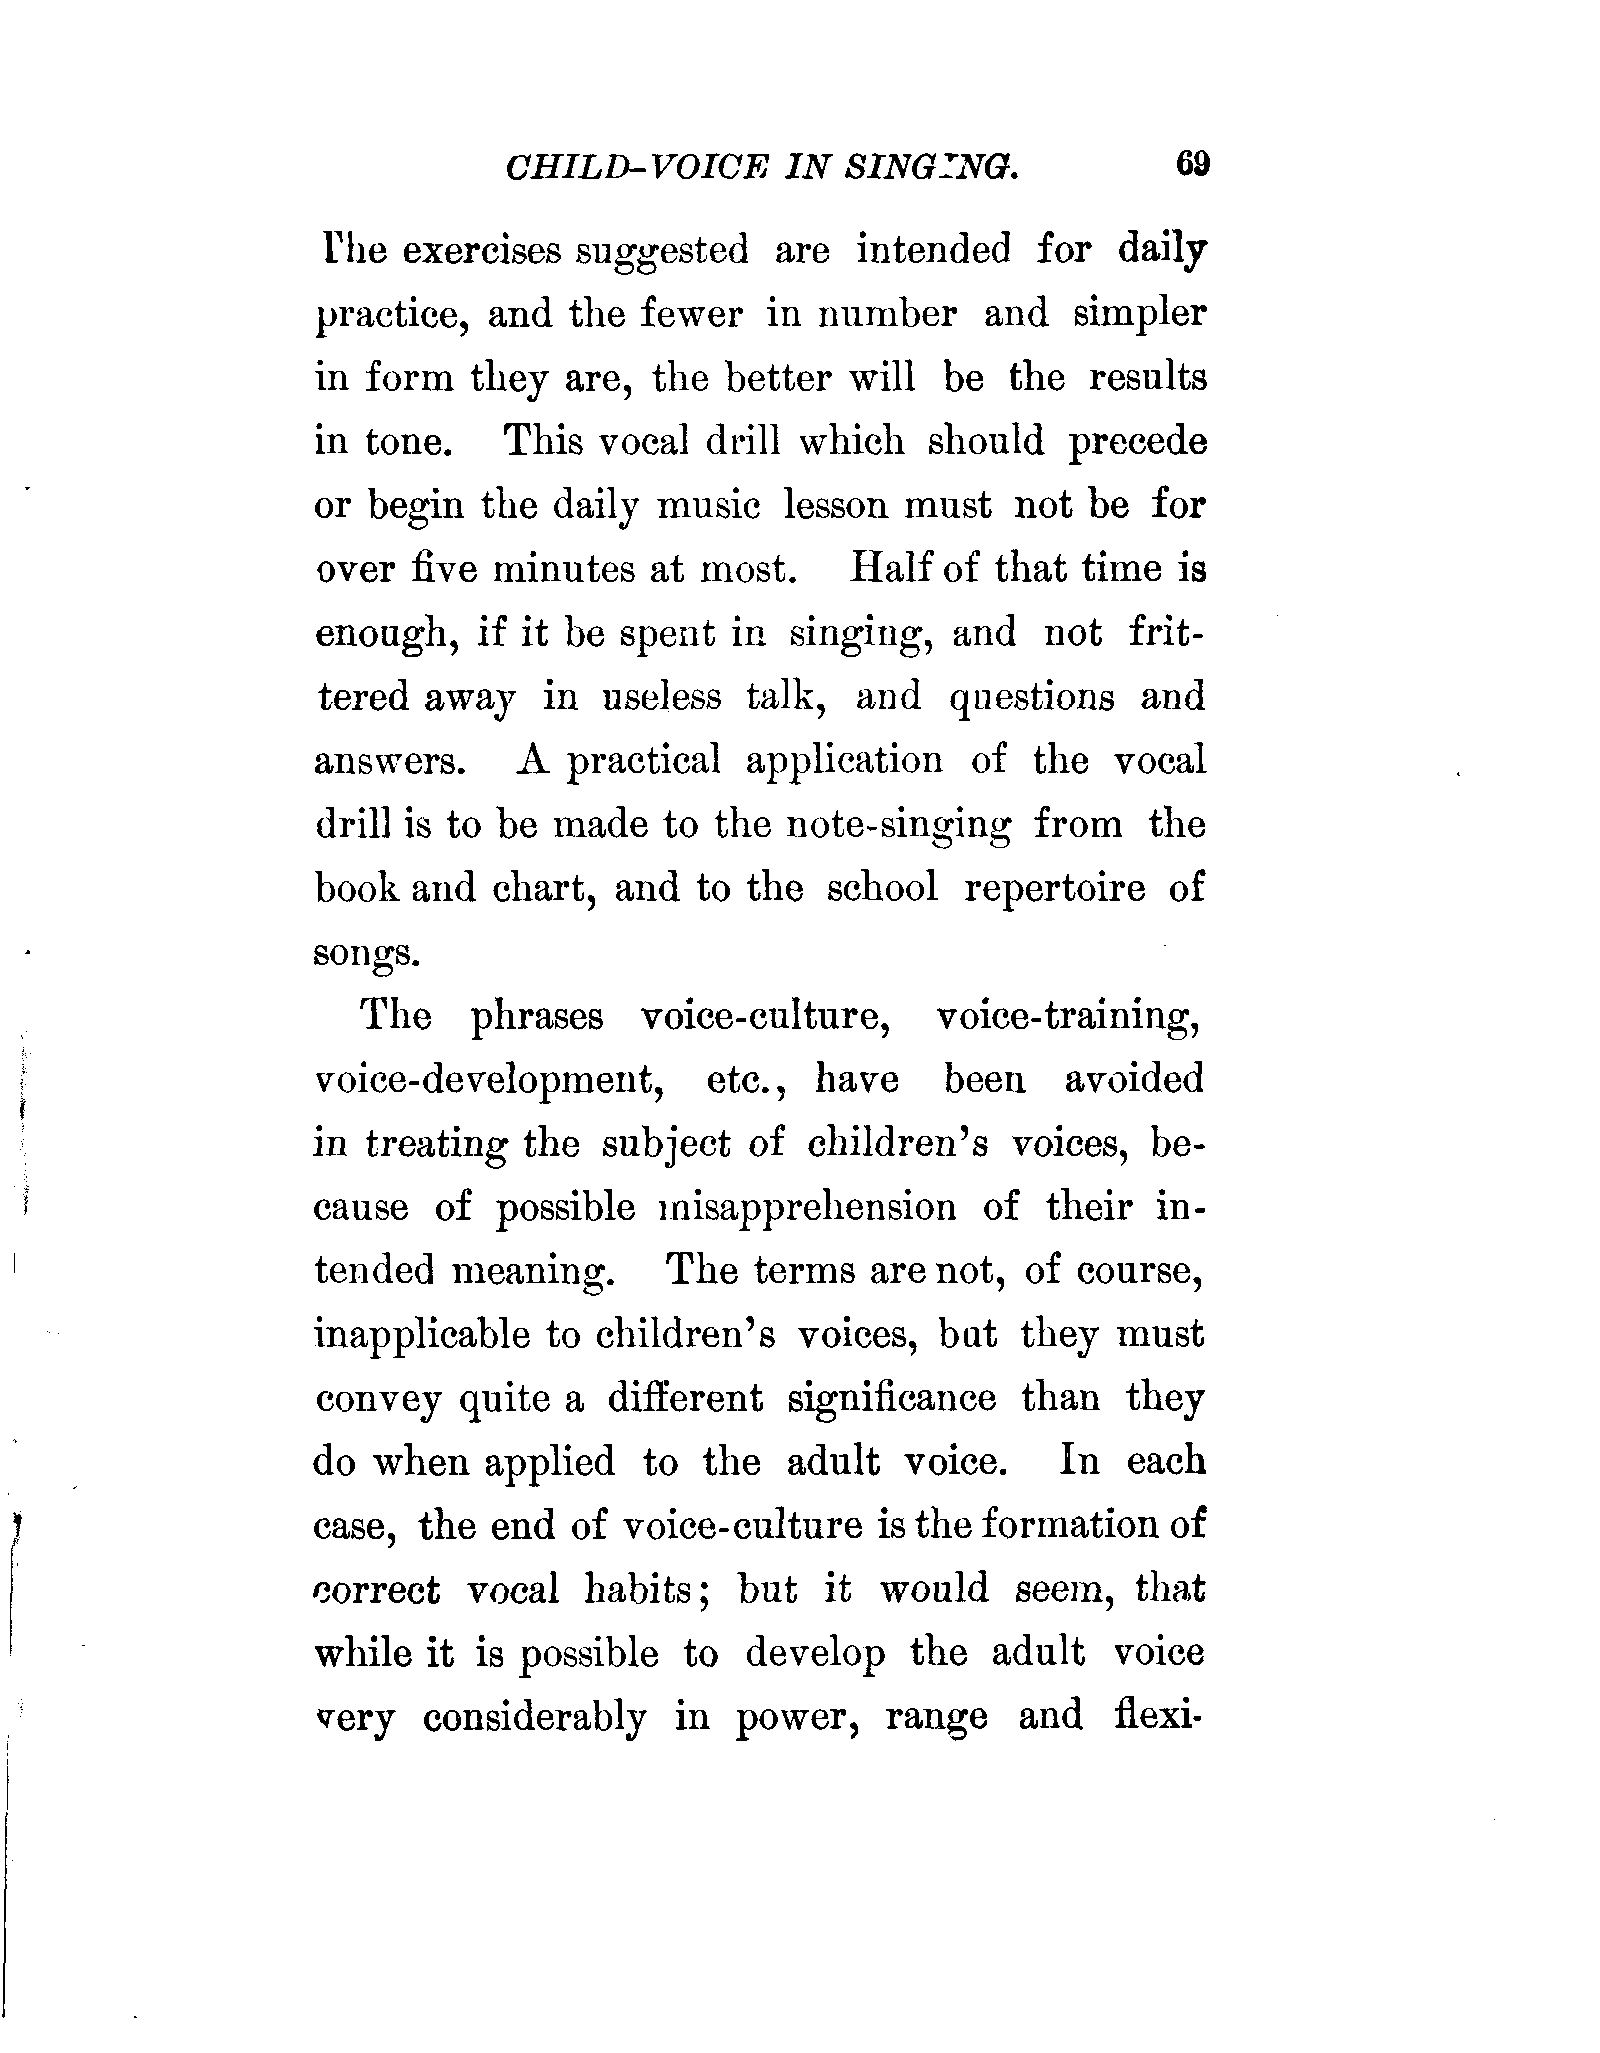 CHILD-VOICE IN SINGING. 69
The exercises suggested are intended for daily
practice, and the fewer in number and simpler
in form they are, the better will be the results
in tone. This vocal drill which should precede
or begin the daily music lesson must not be for
over five minutes at most. Half of that time is
enough, if it be spent in singing, and not frit-
tered away in useless talk, and questions and
answers. A practical application of the vocal
drill is to be made to the note-singing from the
book and chart, and to the school repertoire of
songs.
The phrases voice-culture, voice-training,
voice-development, etc., have been avoided
in treating the subject of children's voices, be-
cause of possible misapprehension of their in-
tended meaning. The terms are not, of course,
inapplicable to children's voices, but they must
convey quite a different significance than they
do when applied to the adult voice. In each
case, the end of voice-culture is the formation of
correct vocal habits; but it would seem, that
while it is possible to develop the adult voice
very considerably in power, range and flexi-